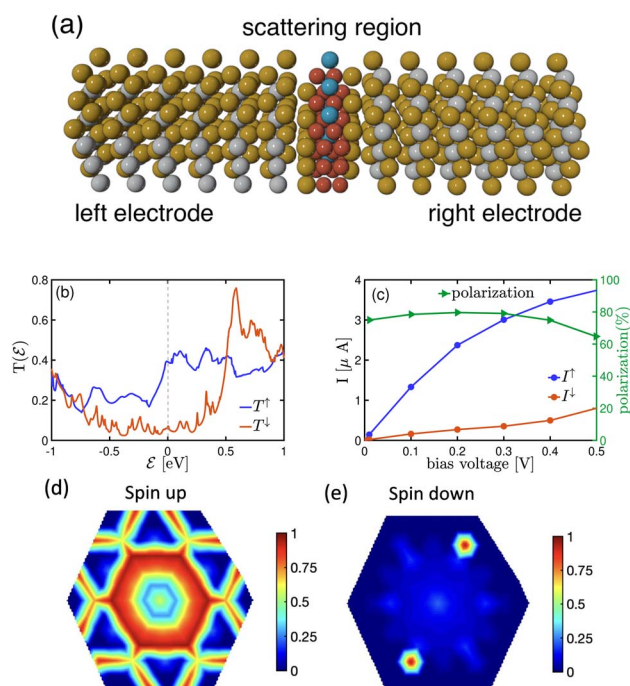 (a)
scattering region
left electrode
right electrode
(b)
0.8
0.6
0.4
0.2
0
T(ℰ)
-1
-0.5
0
0.5
1
ℰ [eV]
T↑
T↓
(c)
4
3
2
1
0
I [μ A]
polarization
I↑
I↓
0
0.1
0.2
0.3
0.4
0.5
bias voltage [V]
100
80
60
40
20
0
polarization(%)
(d)
Spin up
1
0.75
0.5
0.25
0
(e)
Spin down
1
0.75
0.5
0.25
0